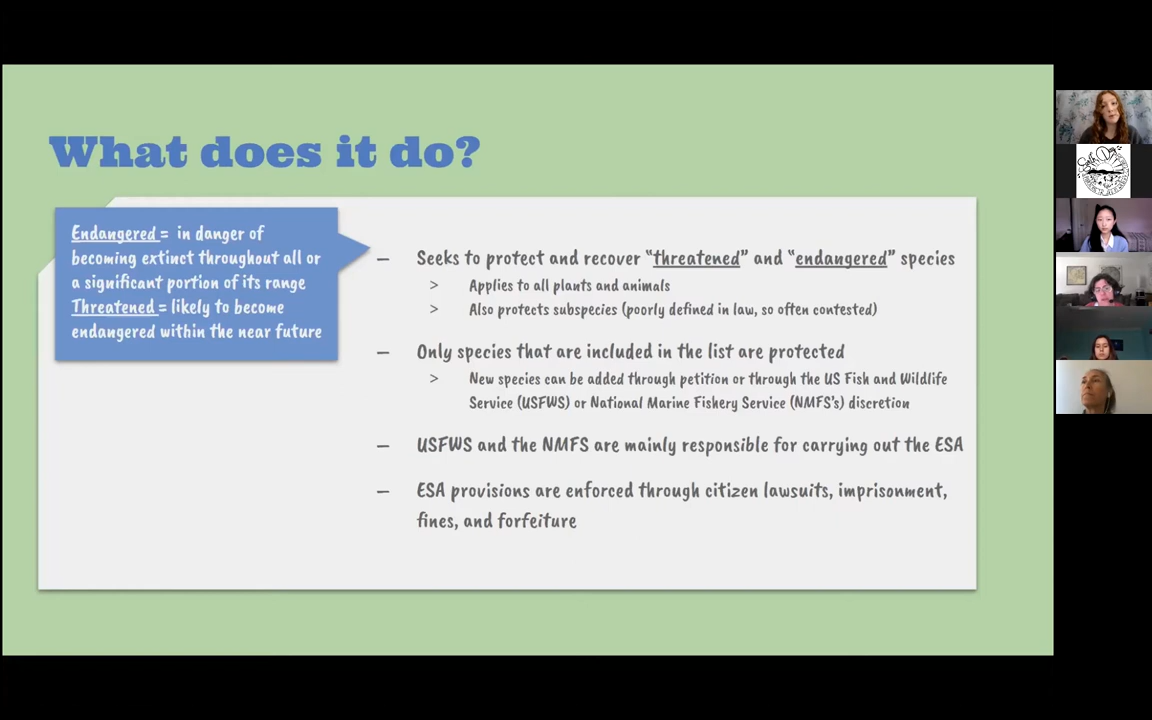 What does it do?
Endangered = in danger of
becoming extinct throughout all or
a significant portion of its range
Threatened = likely to become
endangered within the near future
– Seeks to protect and recover “threatened” and “endangered” species
> Applies to all plants and animals
> Also protects subspecies (poorly defined in law, so often contested)
– Only species that are included in the list are protected
> New species can be added through petition or through the US Fish and Wildlife
Service (USFWS) or National Marine Fishery Service (NMFS’s) discretion
– USFWS and the NMFS are mainly responsible for carrying out the ESA
– ESA provisions are enforced through citizen lawsuits, imprisonment,
fines, and forfeiture